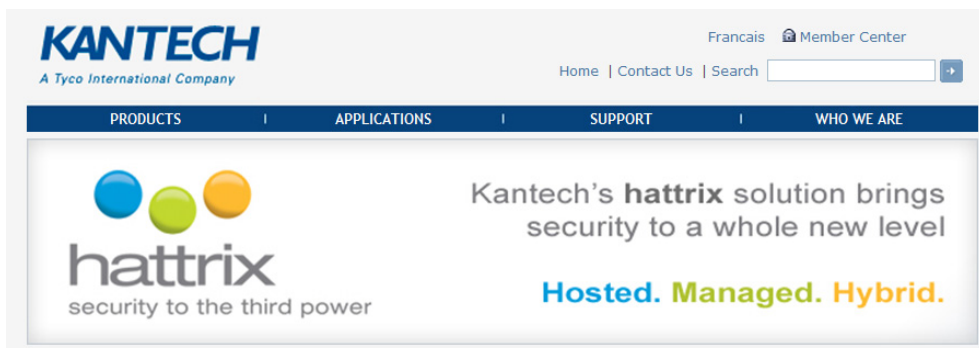 KANTECH
A Tyco International Company
Francais Member Center
Home | Contact Us | Search
PRODUCTS | APPLICATIONS | SUPPORT | WHO WE ARE
hattrix
security to the third power
Kantech's hattrix solution brings
security to a whole new level
Hosted. Managed. Hybrid.